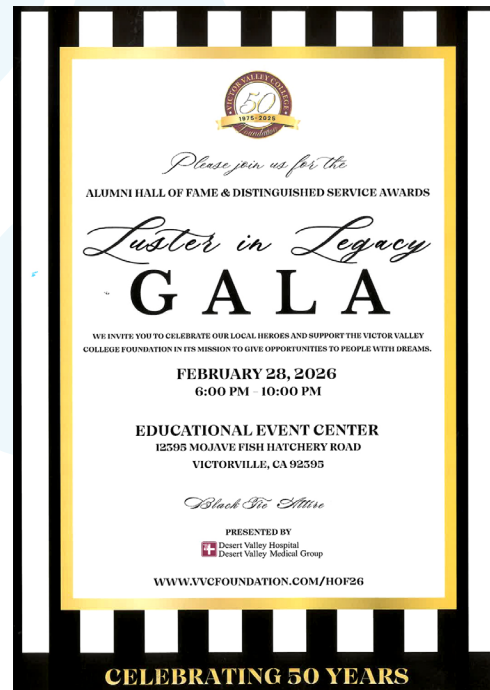 VICTOR VALLEY COLLEGE
50
1975-2025
Foundation
Please join us for the
ALUMNI HALL OF FAME & DISTINGUISHED SERVICE AWARDS
Luster in Legacy
GALA
WE INVITE YOU TO CELEBRATE OUR LOCAL HEROES AND SUPPORT THE VICTOR VALLEY
COLLEGE FOUNDATION IN ITS MISSION TO GIVE OPPORTUNITIES TO PEOPLE WITH DREAMS.
FEBRUARY 28, 2026
6:00 PM - 10:00 PM
EDUCATIONAL EVENT CENTER
12395 MOJAVE FISH HATCHERY ROAD
VICTORVILLE, CA 92395
Black Tie Attire
PRESENTED BY
Desert Valley Hospital
Desert Valley Medical Group
WWW.VVCFOUNDATION.COM/HOF26
CELEBRATING 50 YEARS